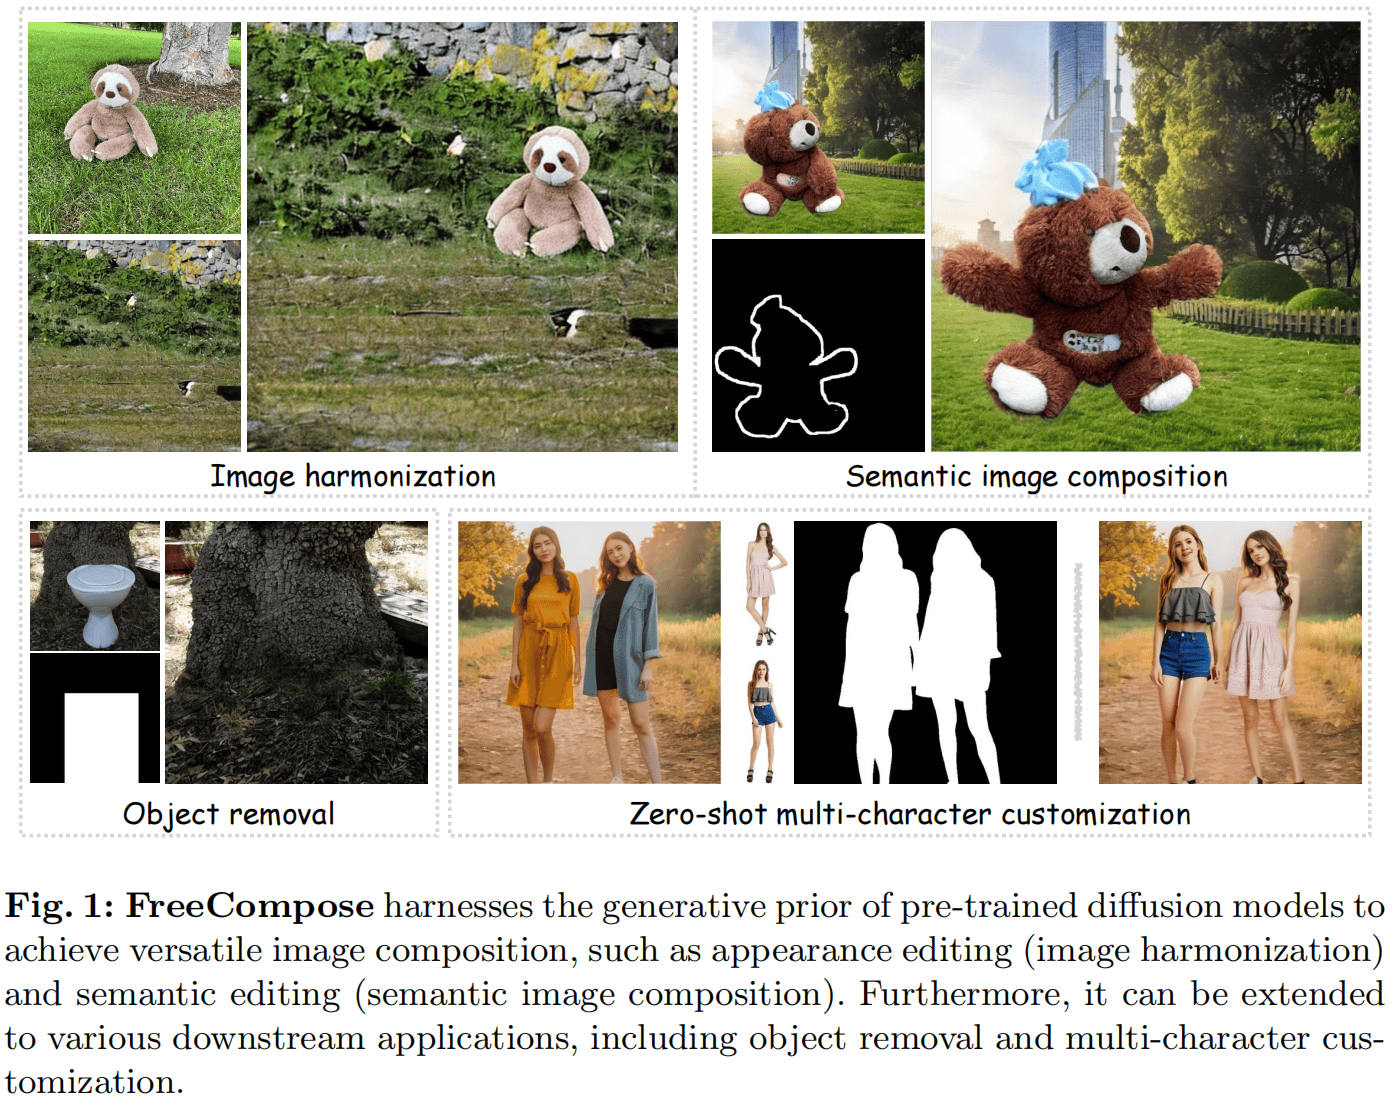 Image harmonization
Semantic image composition
Object removal
Zero-shot multi-character customization
Fig. 1: FreeCompose harnesses the generative prior of pre-trained diffusion models to
achieve versatile image composition, such as appearance editing (image harmonization)
and semantic editing (semantic image composition). Furthermore, it can be extended
to various downstream applications, including object removal and multi-character cus-
tomization.